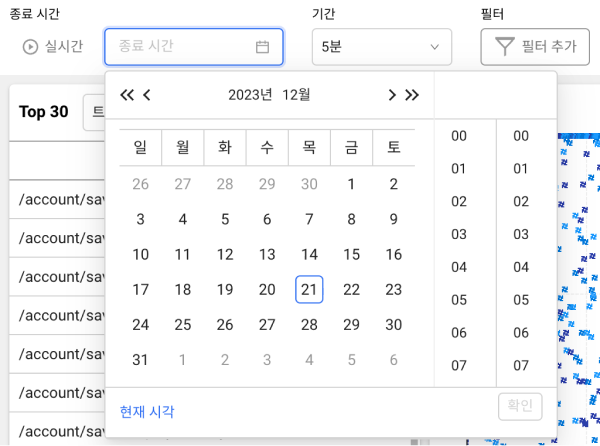 종료 시간 기간 필터
실시간 종료 시간 5분 필터 추가
Top 30 트
2023년 12월
일 월 화 수 목 금 토
26 27 28 29 30 1 2
3 4 5 6 7 8 9
10 11 12 13 14 15 16
17 18 19 20 21 22 23
24 25 26 27 28 29 30
31 1 2 3 4 5 6
00 00
01 01
02 02
03 03
04 04
05 05
06 06
07 07
현재 시각 확인
/account/sav
/account/sav
/account/sav
/account/sav
/account/sav
/account/sav